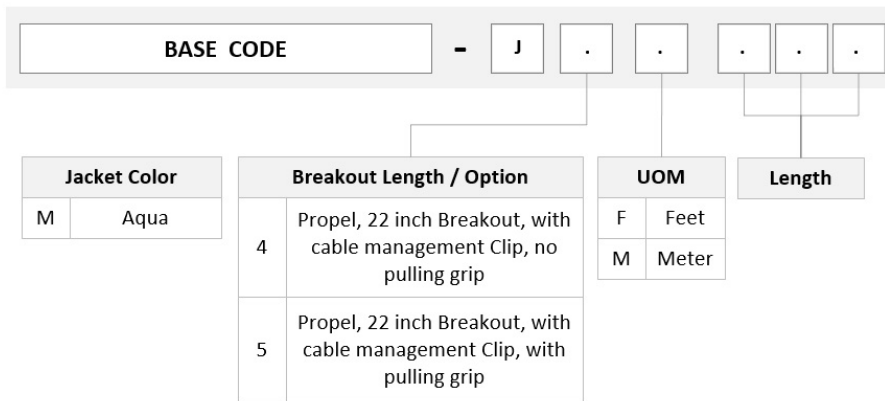 BASE CODE - J . . . . .
Jacket Color
M Aqua
Breakout Length / Option
4 Propel, 22 inch Breakout, with
cable management Clip, no
pulling grip
5 Propel, 22 inch Breakout, with
cable management Clip, with
pulling grip
UOM
F Feet
M Meter
Length